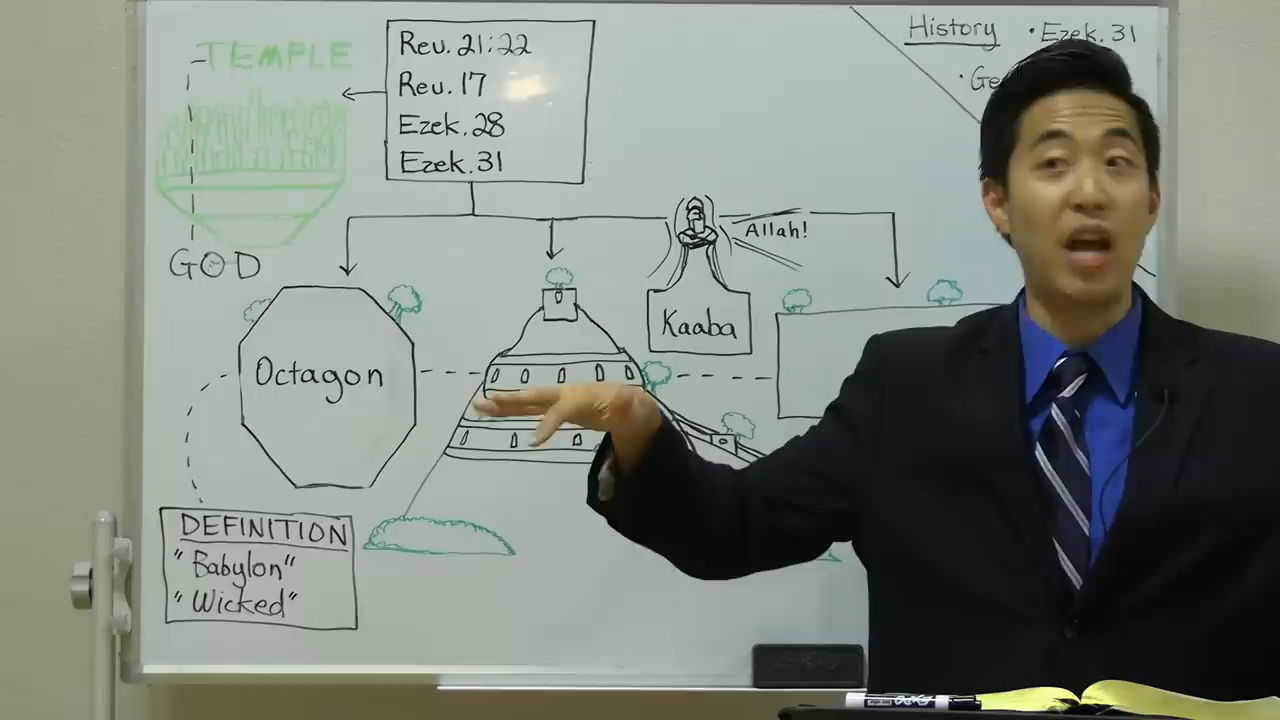 TEMPLE
Rev. 21:22
Rev. 17
Ezek. 28
Ezek. 31
History
• Ezek. 31
GOD
Allah!
Octagon
Kaaba
DEFINITION
"Babylon"
"Wicked"
EXPO